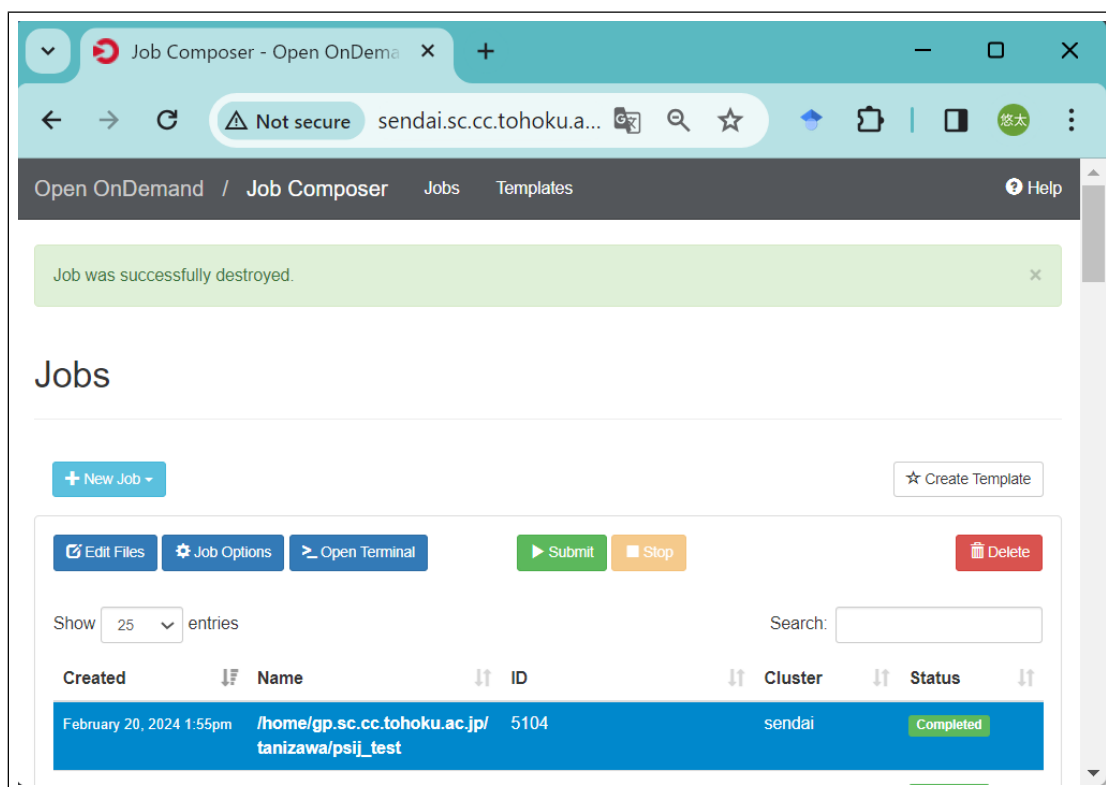 Job Composer - Open OnDema
Not secure sendai.sc.cc.tohoku.a...
悠太
Open OnDemand / Job Composer Jobs Templates Help
Job was successfully destroyed.
Jobs
New Job
Create Template
Edit Files Job Options Open Terminal Submit Stop Delete
Show 25 entries Search:
Created Name ID Cluster Status
February 20, 2024 1:55pm /home/gp.sc.cc.tohoku.ac.jp/ 5104 sendai Completed
tanizawa/psij_test